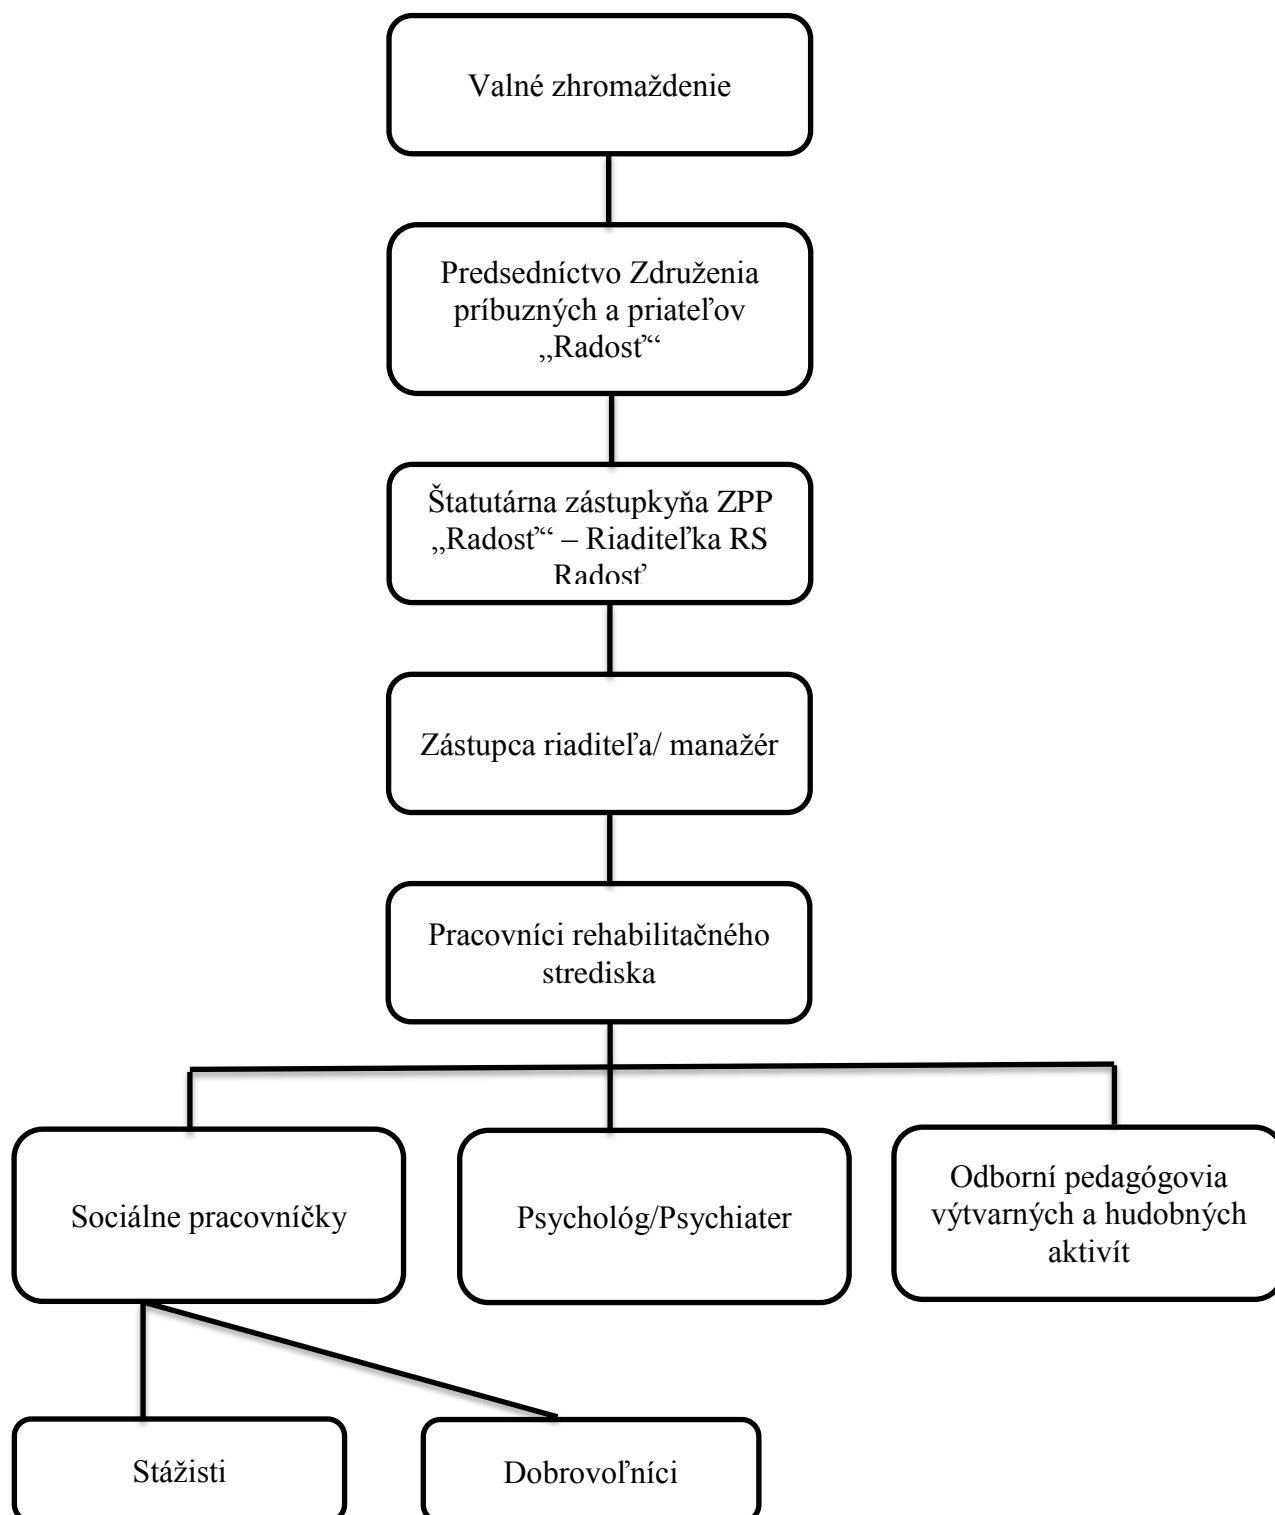 Valné zhromaždenie
Predsedníctvo Združenia
príbuzných a priateľov
„Radosť“
Štatutárna zástupkyňa ZPP
„Radosť“ – Riaditeľka RS
Radosť
Zástupca riaditeľa/ manažér
Pracovníci rehabilitačného
strediska
Sociálne pracovníčky
Psychológ/Psychiater
Odborní pedagógovia
výtvarných a hudobných
aktivít
Stážisti
Dobrovoľníci